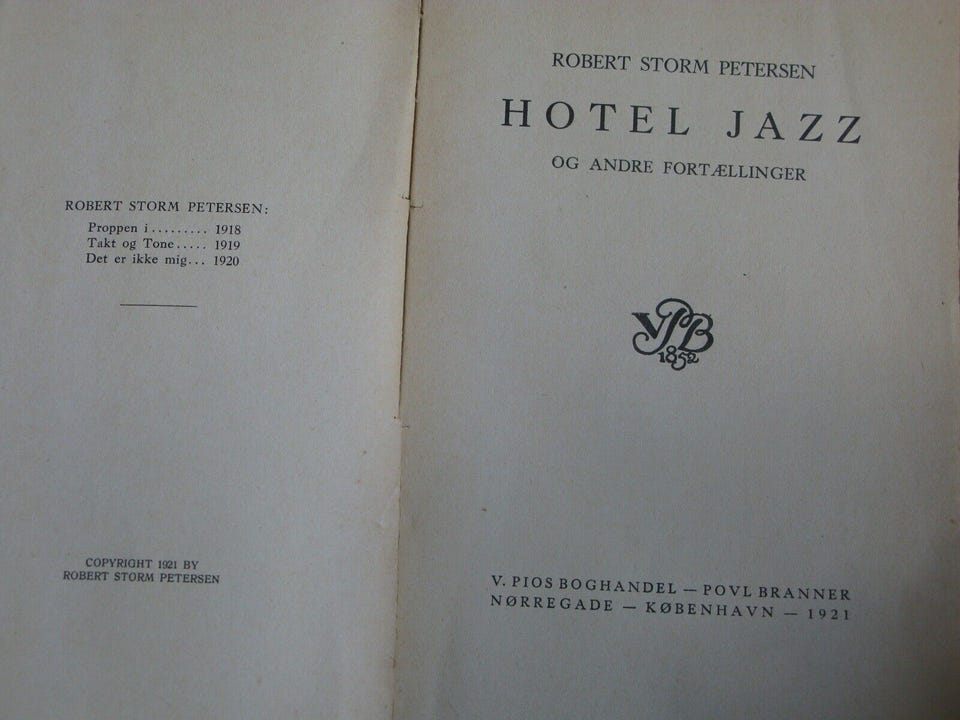 ROBERT STORM PETERSEN:
Proppen i......... 1918
Takt og Tone..... 1919
Det er ikke mig... 1920
COPYRIGHT 1921 BY
ROBERT STORM PETERSEN
ROBERT STORM PETERSEN
HOTEL JAZZ
OG ANDRE FORTÆLLINGER
VPB
1852
V. PIOS BOGHANDEL — POVL BRANNER
NØRREGADE — KØBENHAVN — 1921